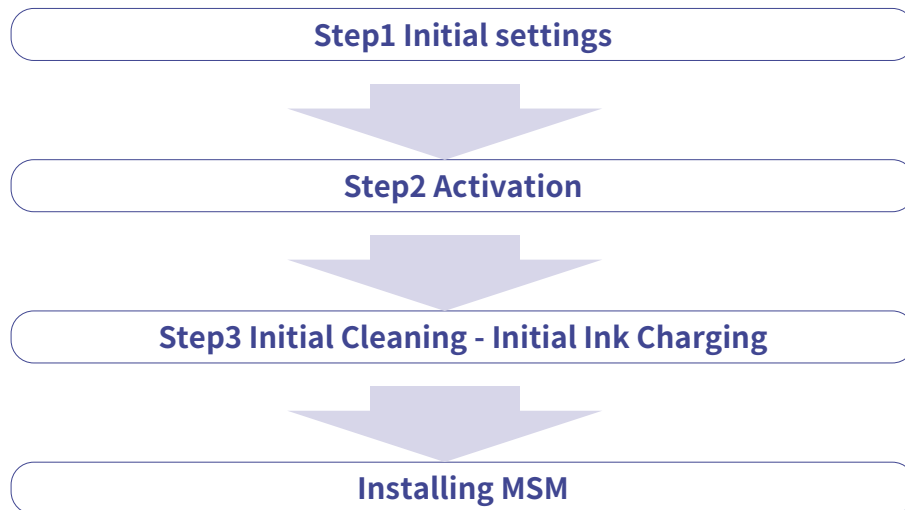 Step1 Initial settings
Step2 Activation
Step3 Initial Cleaning - Initial Ink Charging
Installing MSM